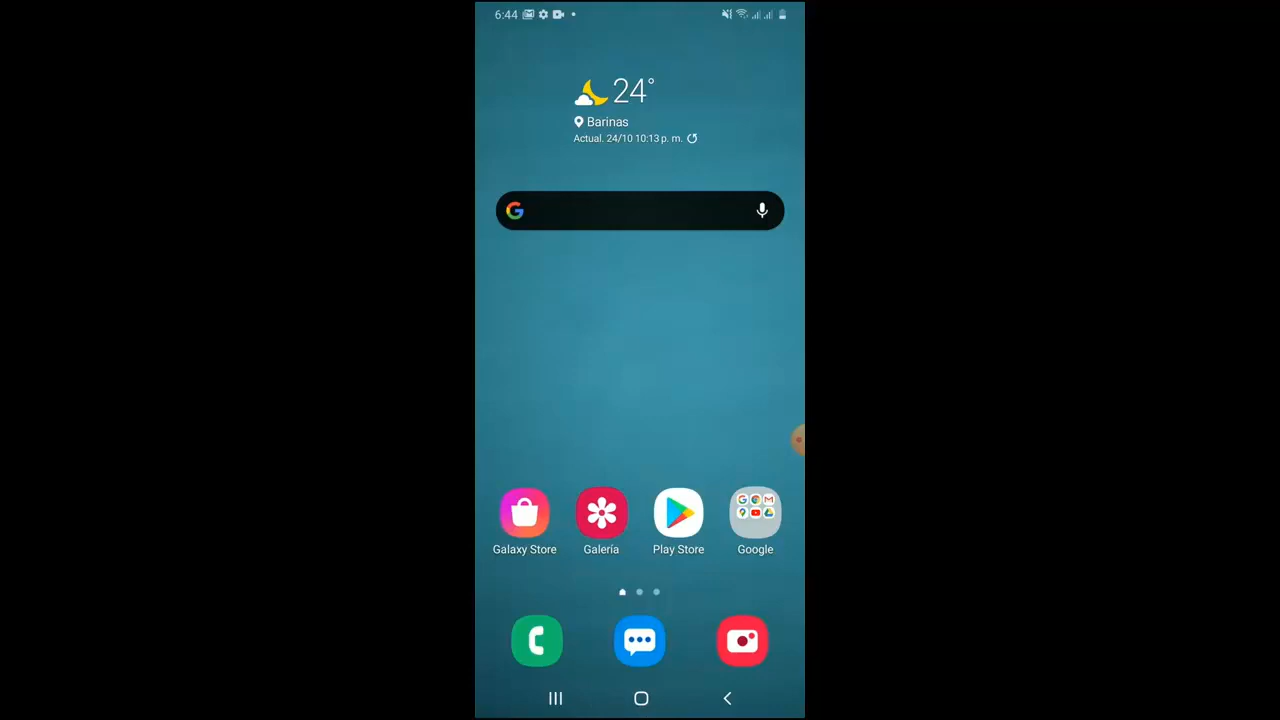 6:44
24°
Barinas
Actual. 24/10 10:13 p. m.
Galaxy Store
Galería
Play Store
Google